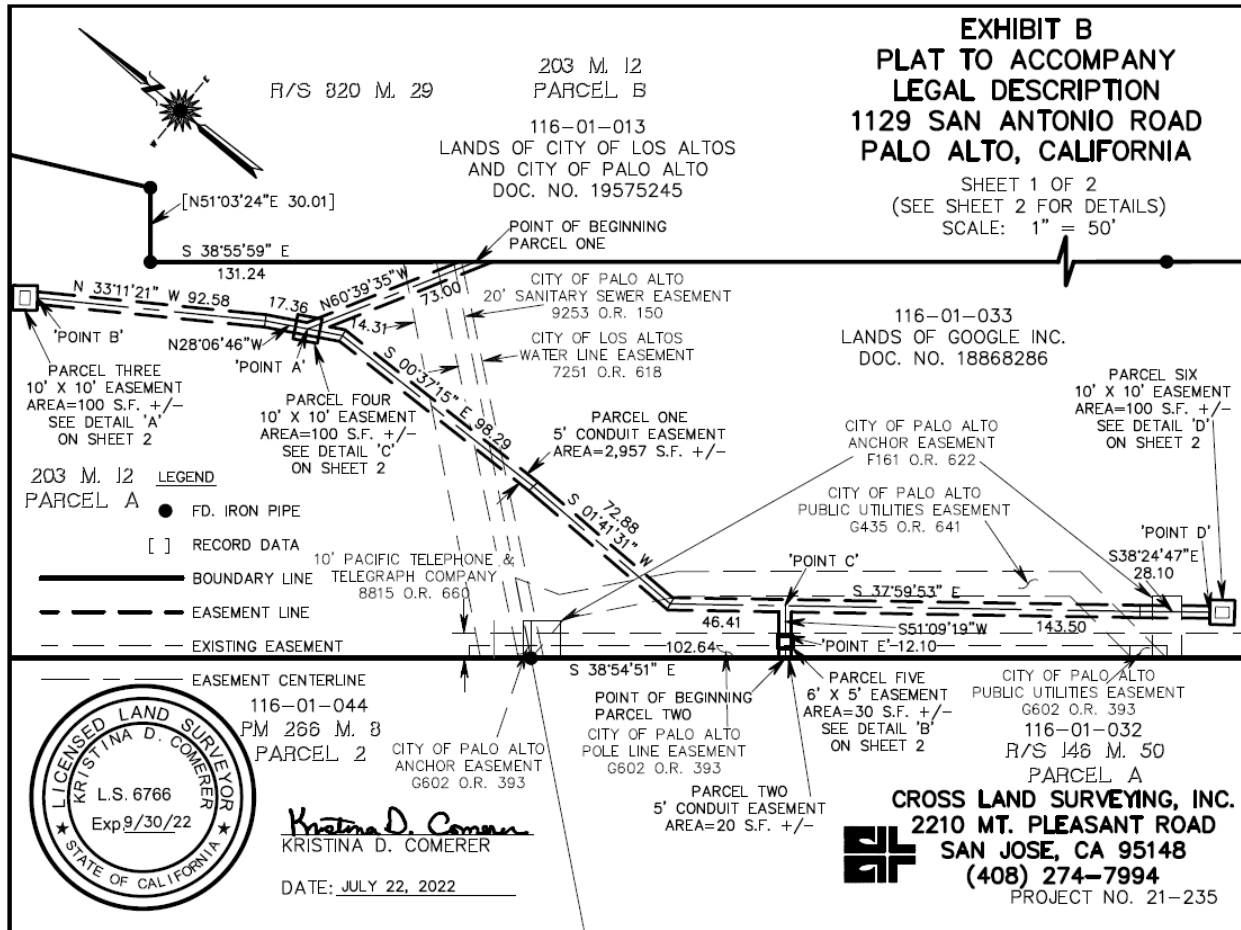 EXHIBIT B
PLAT TO ACCOMPANY
LEGAL DESCRIPTION
1129 SAN ANTONIO ROAD
PALO ALTO, CALIFORNIA
SHEET 1 OF 2
(SEE SHEET 2 FOR DETAILS)
SCALE: 1" = 50'
R/S 820 M. 29
203 M. 12
PARCEL B
116-01-013
LANDS OF CITY OF LOS ALTOS
AND CITY OF PALO ALTO
DOC. NO. 19575245
[N51°03'24"E 30.01]
POINT OF BEGINNING
PARCEL ONE
S 38°55'59" E
131.24
N 33°11'21" W 92.58
17.36
N60°39'35"W
73.00
14.31
N28°06'46"W
'POINT B'
'POINT A'
CITY OF PALO ALTO
20' SANITARY SEWER EASEMENT
9253 O.R. 150
CITY OF LOS ALTOS
WATER LINE EASEMENT
7251 O.R. 618
116-01-033
LANDS OF GOOGLE INC.
DOC. NO. 18868286
PARCEL THREE
10' X 10' EASEMENT
AREA=100 S.F. +/-
SEE DETAIL 'A'
ON SHEET 2
PARCEL FOUR
10' X 10' EASEMENT
AREA=100 S.F. +/-
SEE DETAIL 'C'
ON SHEET 2
S 00°37'15" E 98.29
PARCEL ONE
5' CONDUIT EASEMENT
AREA=2,957 S.F. +/-
PARCEL SIX
10' X 10' EASEMENT
AREA=100 S.F. +/-
SEE DETAIL 'D'
ON SHEET 2
CITY OF PALO ALTO
ANCHOR EASEMENT
F161 O.R. 622
CITY OF PALO ALTO
PUBLIC UTILITIES EASEMENT
G435 O.R. 641
203 M. 12
PARCEL A
LEGEND
FD. IRON PIPE
[ ] RECORD DATA
BOUNDARY LINE
EASEMENT LINE
EXISTING EASEMENT
EASEMENT CENTERLINE
10' PACIFIC TELEPHONE &
TELEGRAPH COMPANY
8815 O.R. 660
72.88
S 01°41'31" W
'POINT C'
'POINT D'
S38°24'47"E
28.10
S 37°59'53" E
46.41
S51°09'19"W
143.50
102.64
'POINT E'
12.10
S 38°54'51" E
116-01-044
PM 266 M. 8
PARCEL 2
CITY OF PALO ALTO
ANCHOR EASEMENT
G602 O.R. 393
POINT OF BEGINNING
PARCEL TWO
CITY OF PALO ALTO
POLE LINE EASEMENT
G602 O.R. 393
PARCEL FIVE
6' X 5' EASEMENT
AREA=30 S.F. +/-
SEE DETAIL 'B'
ON SHEET 2
CITY OF PALO ALTO
PUBLIC UTILITIES EASEMENT
G602 O.R. 393
116-01-032
R/S 146 M. 50
PARCEL A
PARCEL TWO
5' CONDUIT EASEMENT
AREA=20 S.F. +/-
LICENSED LAND SURVEYOR
KRISTINA D. COMERER
L.S. 6766
Exp. 9/30/22
STATE OF CALIFORNIA
Kristina D. Comerer
KRISTINA D. COMERER
DATE: JULY 22, 2022
CROSS LAND SURVEYING, INC.
2210 MT. PLEASANT ROAD
SAN JOSE, CA 95148
(408) 274-7994
PROJECT NO. 21-235